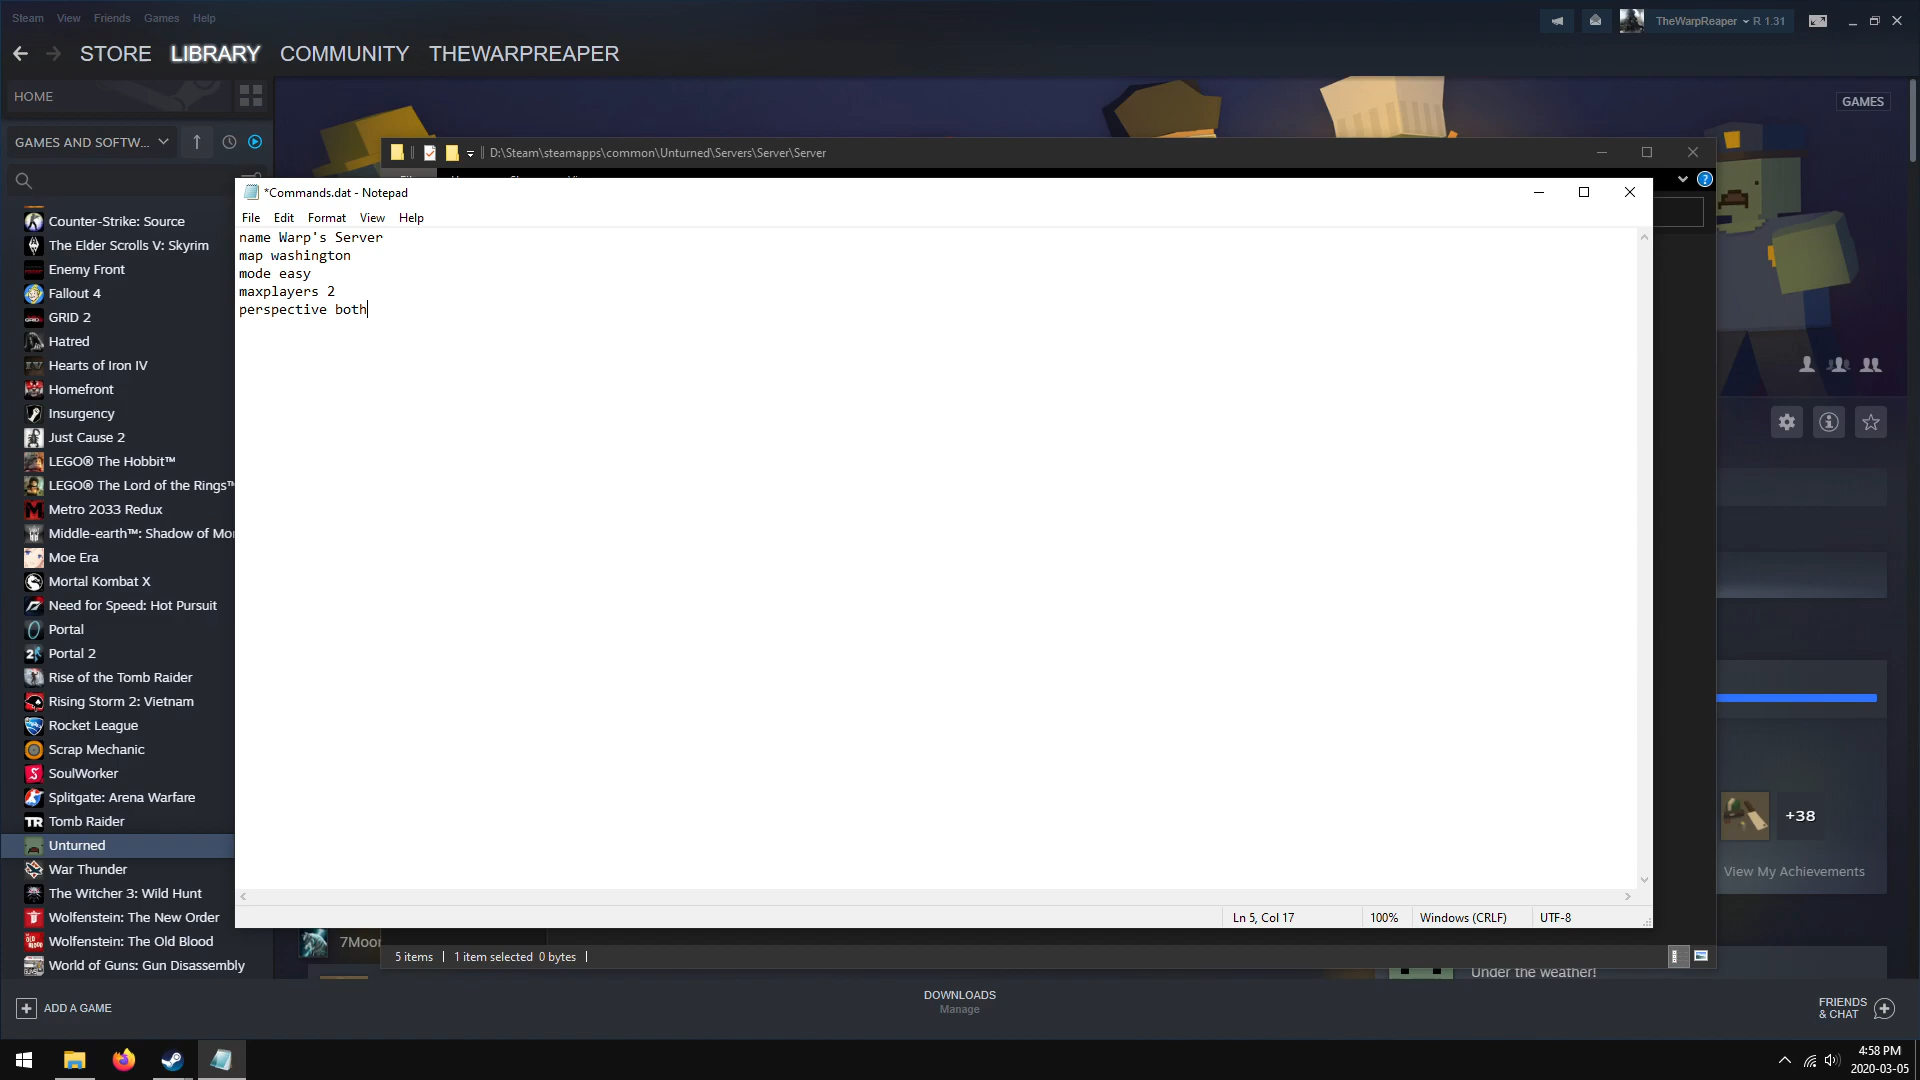 Steam View Friends Games Help
TheWarpReaper R 1.31
STORE LIBRARY COMMUNITY THEWARPREAPER
HOME
GAMES
GAMES AND SOFTW...
D:\Steam\steamapps\common\Unturned\Servers\Server\Server
*Commands.dat - Notepad
File Edit Format View Help
name Warp's Server
map washington
mode easy
maxplayers 2
perspective both
Counter-Strike: Source
The Elder Scrolls V: Skyrim
Enemy Front
Fallout 4
GRID 2
Hatred
Hearts of Iron IV
Homefront
Insurgency
Just Cause 2
LEGO® The Hobbit™
LEGO® The Lord of the Rings™
Metro 2033 Redux
Middle-earth™: Shadow of Mor
Moe Era
Mortal Kombat X
Need for Speed: Hot Pursuit
Portal
Portal 2
Rise of the Tomb Raider
Rising Storm 2: Vietnam
Rocket League
Scrap Mechanic
SoulWorker
Splitgate: Arena Warfare
Tomb Raider
Unturned
War Thunder
The Witcher 3: Wild Hunt
Wolfenstein: The New Order
Wolfenstein: The Old Blood
World of Guns: Gun Disassembly
+38
View My Achievements
Ln 5, Col 17 100% Windows (CRLF) UTF-8
7Moon
5 items 1 item selected 0 bytes
Under the weather!
ADD A GAME
DOWNLOADS
Manage
FRIENDS
& CHAT
4:58 PM
2020-03-05